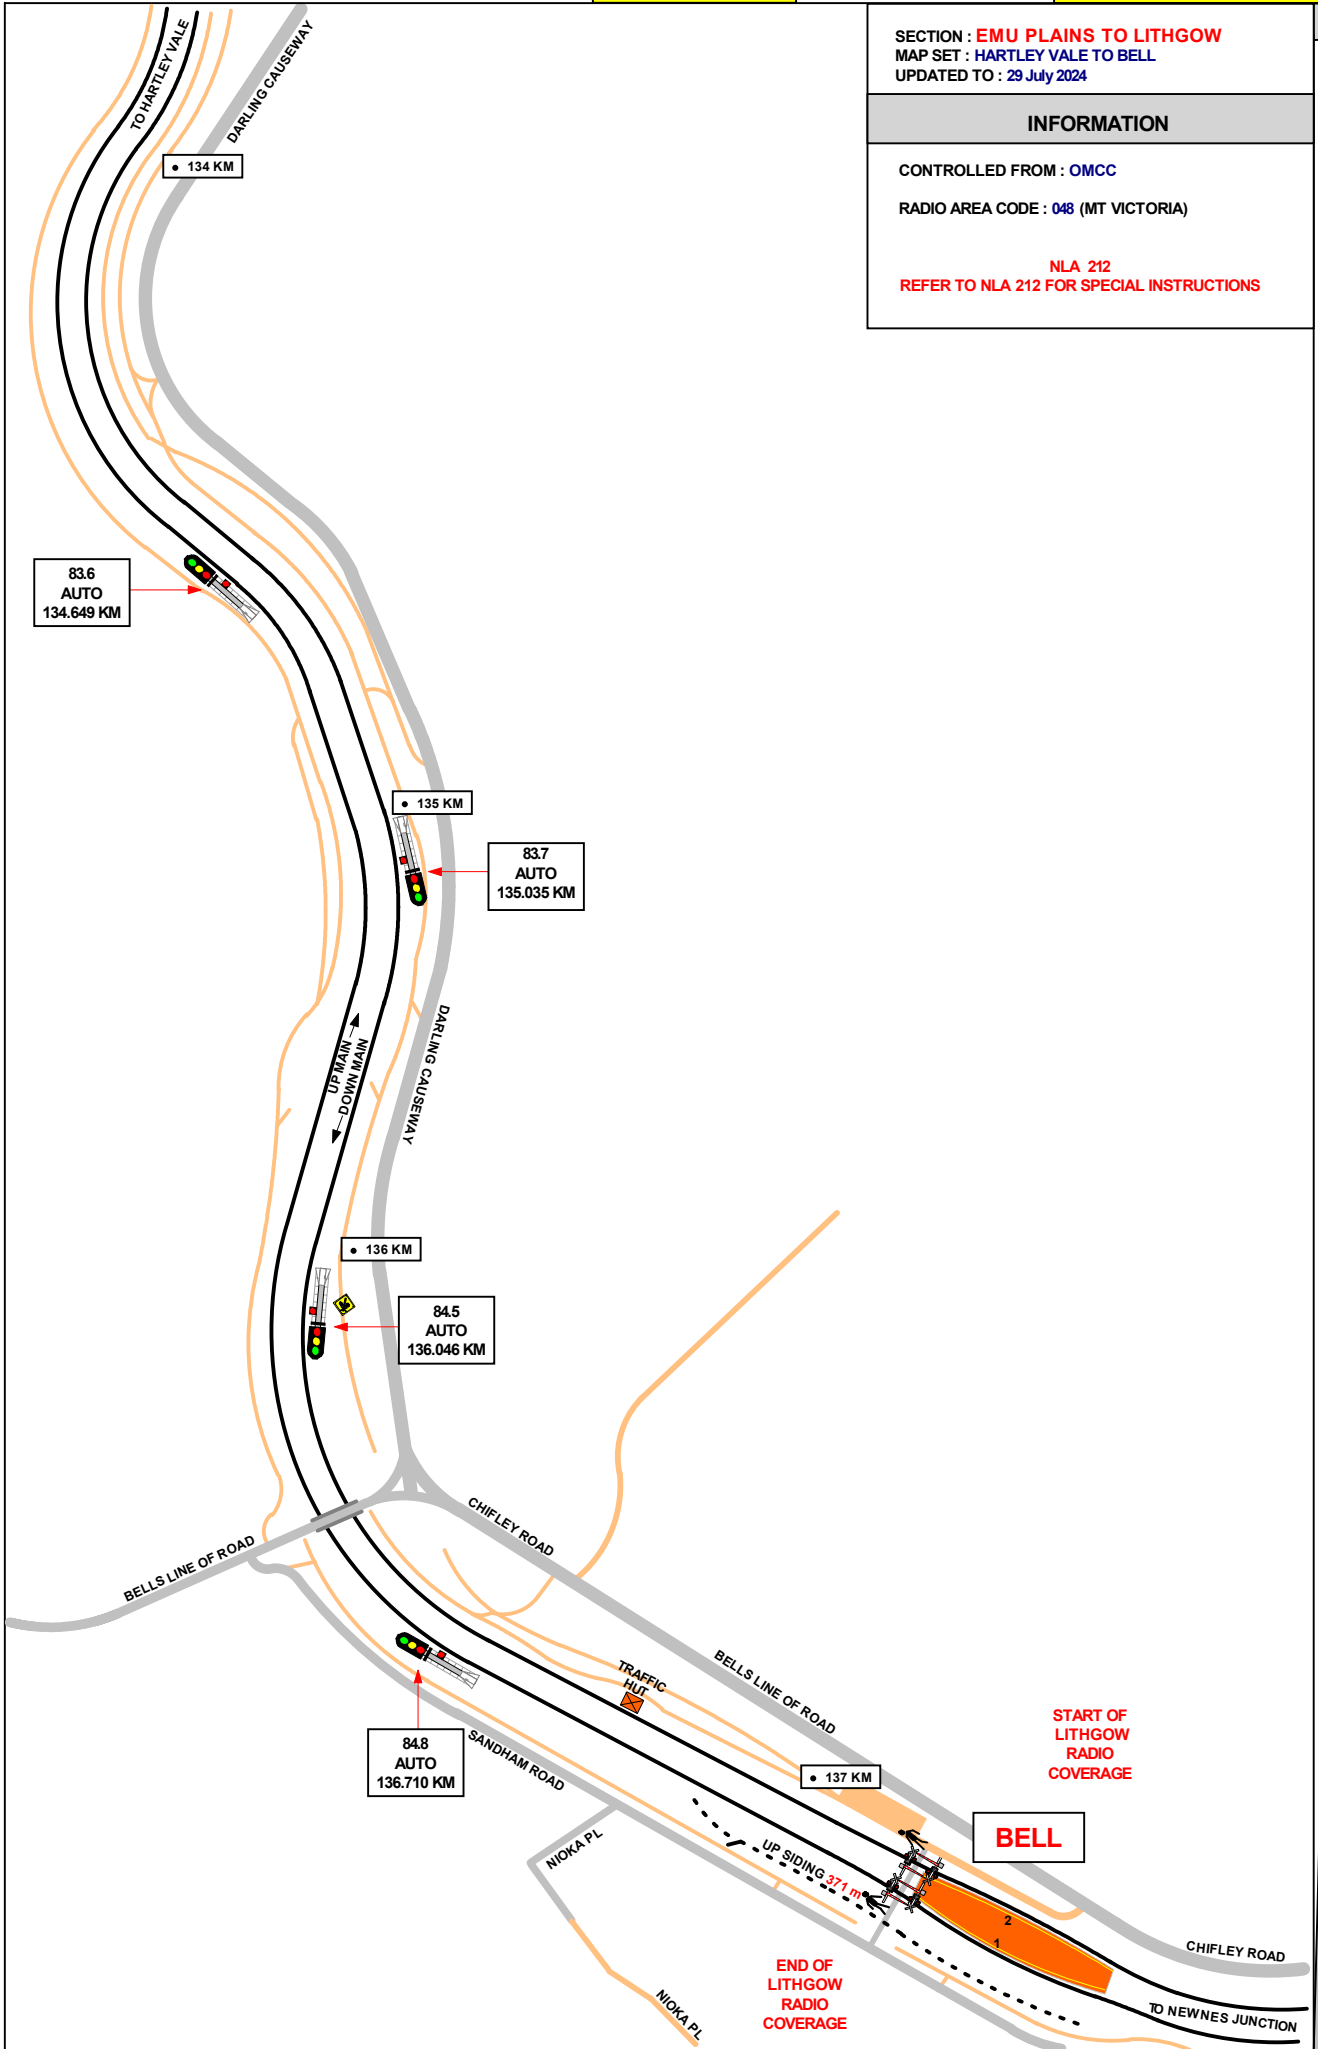 SECTION : EMU PLAINS TO LITHGOW
MAP SET : HARTLEY VALE TO BELL
UPDATED TO : 29 July 2024
INFORMATION
CONTROLLED FROM : OMCC
RADIO AREA CODE : 048 (MT VICTORIA)
NLA 212
REFER TO NLA 212 FOR SPECIAL INSTRUCTIONS
TO HARTLEY VALE
DARLING CAUSEWAY
134 KM
83.6
AUTO
134.649 KM
135 KM
83.7
AUTO
135.035 KM
UP MAIN
DOWN MAIN
DARLING CAUSEWAY
136 KM
84.5
AUTO
136.046 KM
CHIFLEY ROAD
BELLS LINE OF ROAD
TRAFFIC
HUT
BELLS LINE OF ROAD
84.8
AUTO
136.710 KM
SANDHAM ROAD
START OF
LITHGOW
RADIO
COVERAGE
137 KM
BELL
NIOKA PL
UP SIDING 371 m
2
1
CHIFLEY ROAD
END OF
LITHGOW
RADIO
COVERAGE
NIOKA PL
TO NEWNES JUNCTION